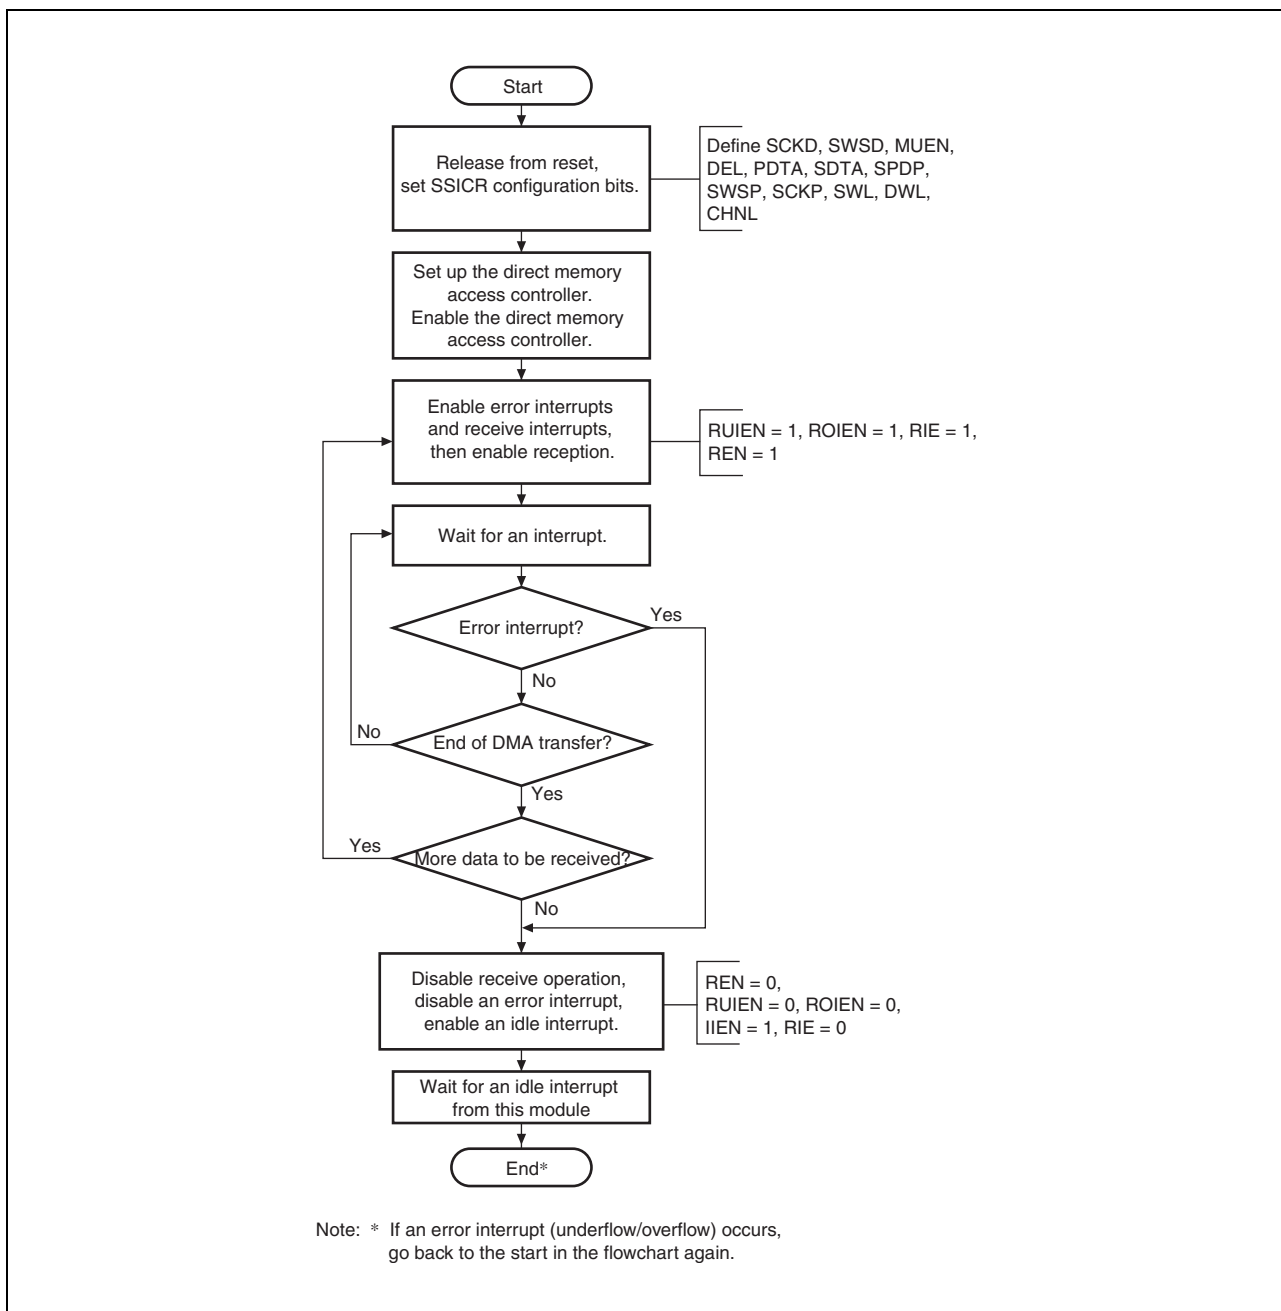 Start
Release from reset,
set SSICR configuration bits.
Define SCKD, SWSD, MUEN,
DEL, PDTA, SDTA, SPDP,
SWSP, SCKP, SWL, DWL,
CHNL
Set up the direct memory
access controller.
Enable the direct memory
access controller.
Enable error interrupts
and receive interrupts,
then enable reception.
RUIEN = 1, ROIEN = 1, RIE = 1,
REN = 1
Wait for an interrupt.
Error interrupt?
Yes
No
End of DMA transfer?
No
Yes
More data to be received?
Yes
No
Disable receive operation,
disable an error interrupt,
enable an idle interrupt.
REN = 0,
RUIEN = 0, ROIEN = 0,
IIEN = 1, RIE = 0
Wait for an idle interrupt
from this module
End*
Note: * If an error interrupt (underflow/overflow) occurs,
go back to the start in the flowchart again.